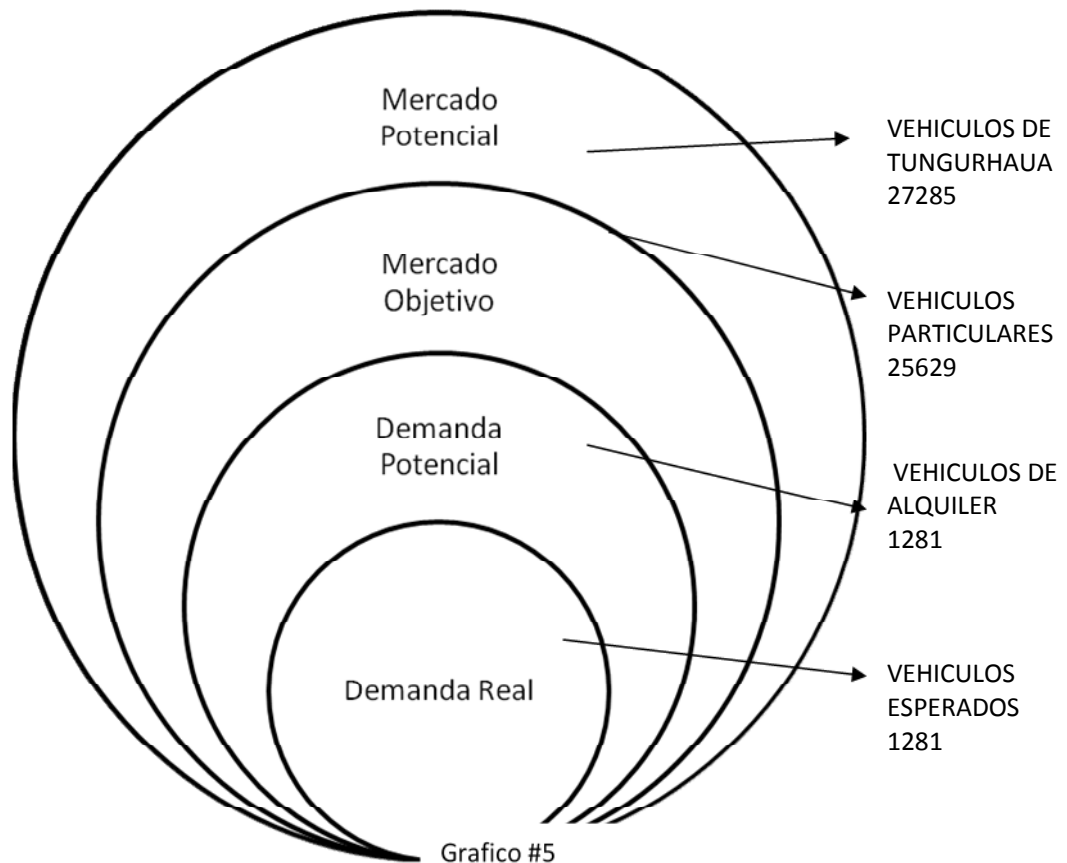 Mercado
Potencial
VEHICULOS DE
TUNGURHAUA
27285
Mercado
Objetivo
VEHICULOS
PARTICULARES
25629
Demanda
Potencial
VEHICULOS DE
ALQUILER
1281
Demanda Real
VEHICULOS
ESPERADOS
1281
Grafico #5